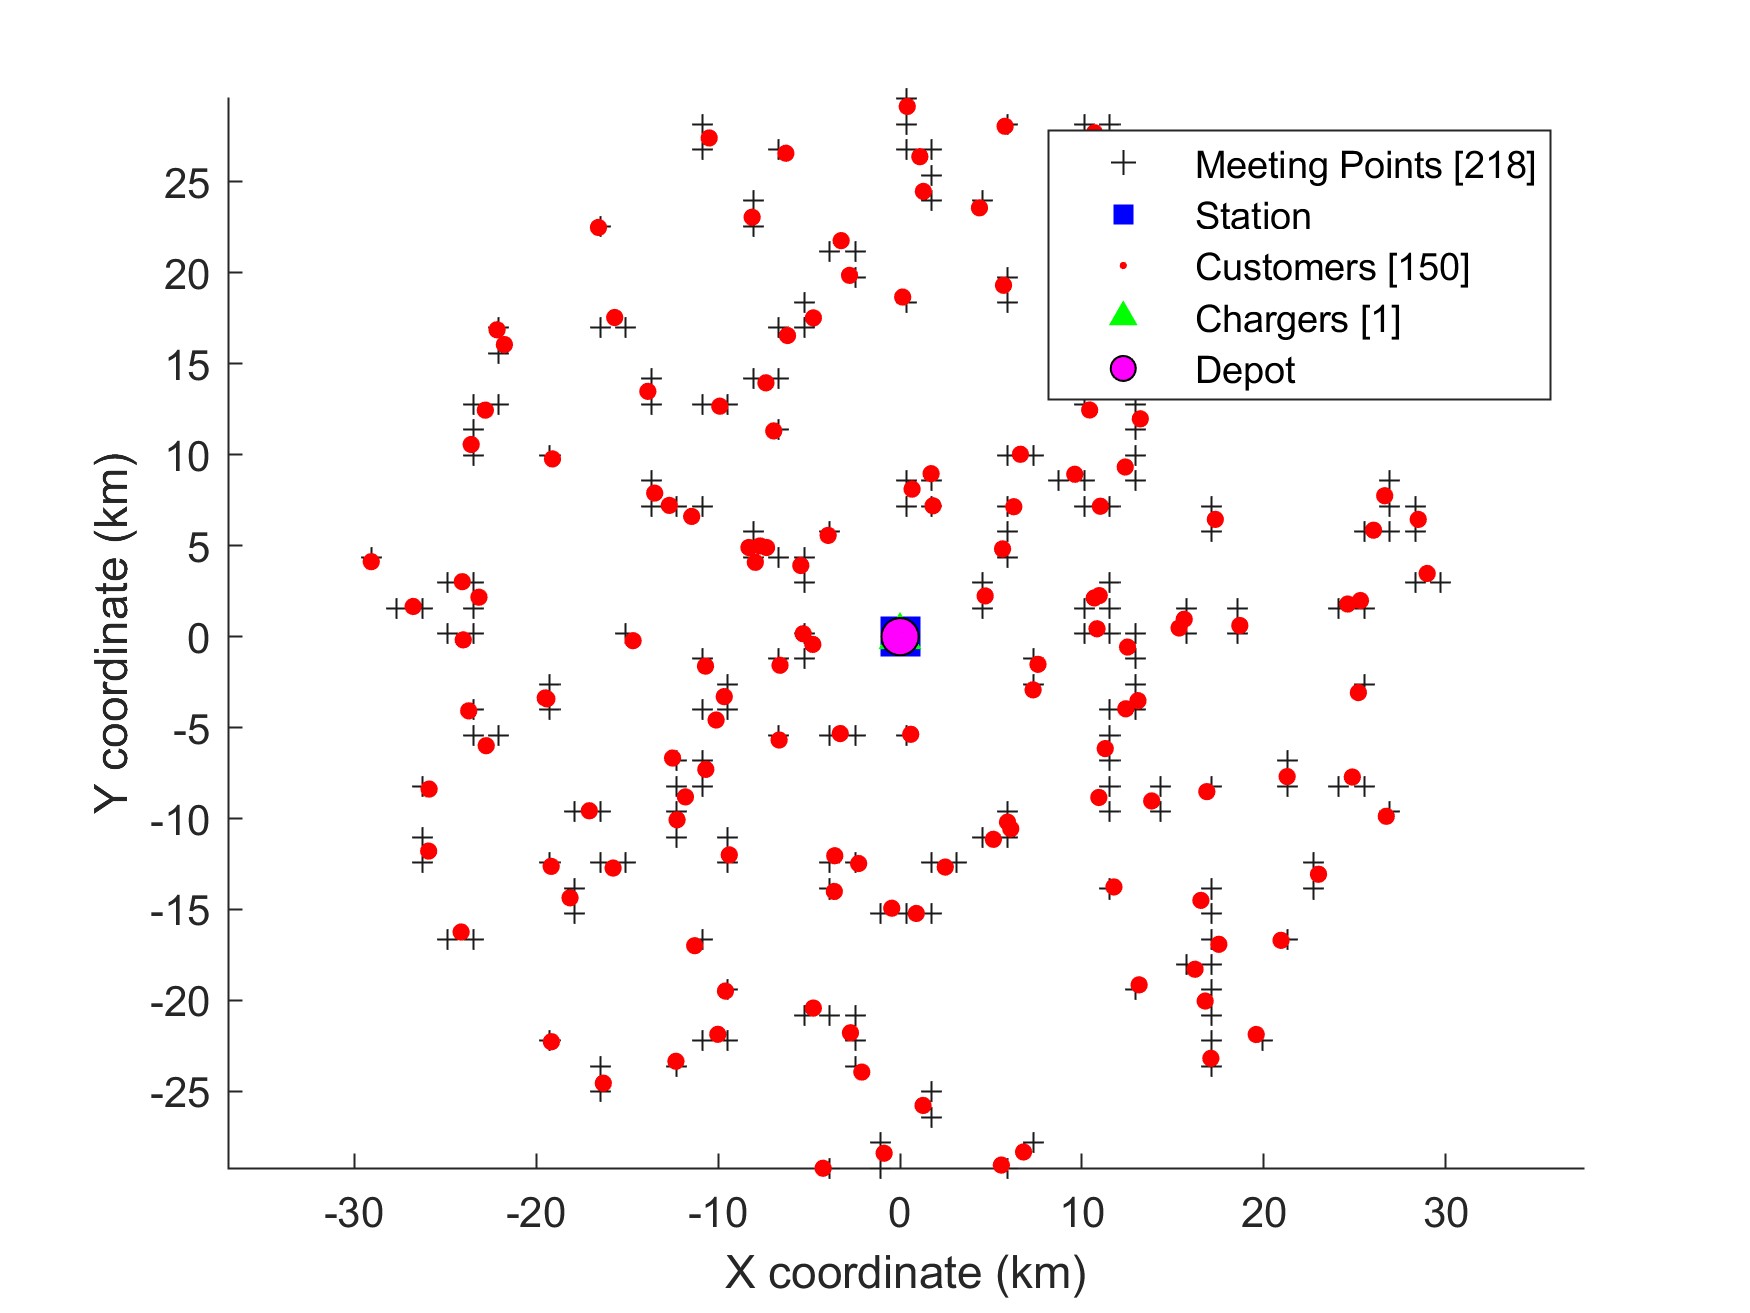 Meeting Points [218]
Station
Customers [150]
Chargers [1]
Depot
25
20
15
10
5
0
-5
-10
-15
-20
-25
Y coordinate (km)
-30 -20 -10 0 10 20 30
X coordinate (km)